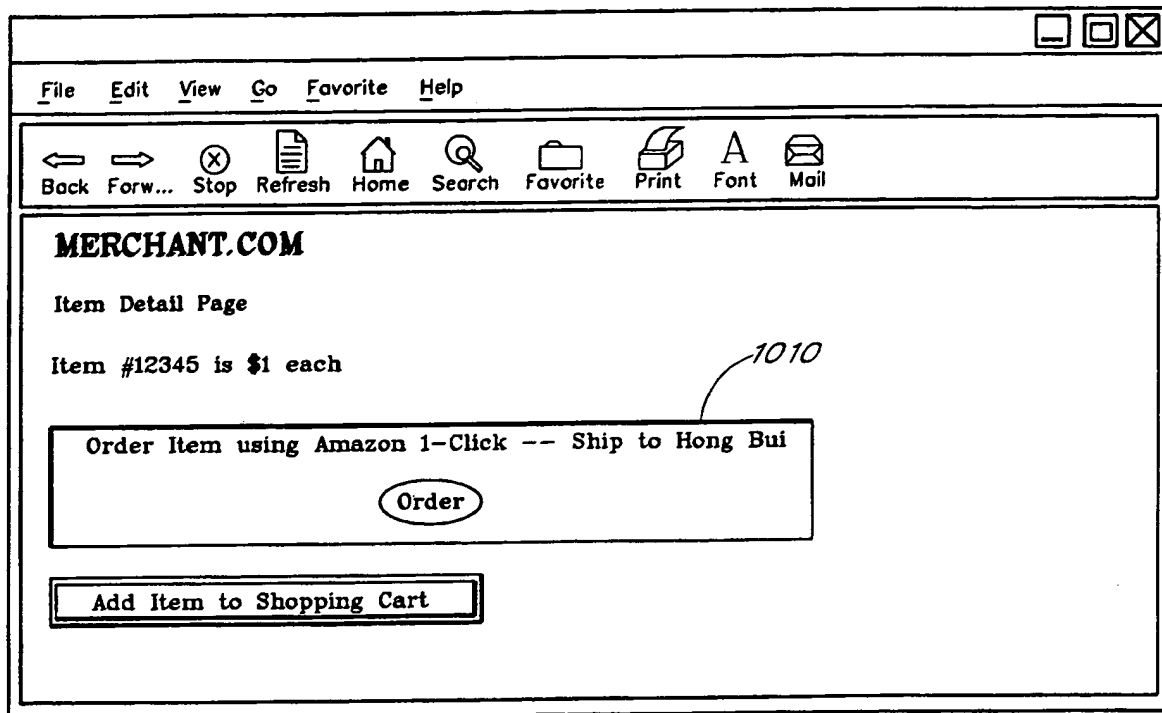 File Edit View Go Favorite Help
Back Forw... Stop Refresh Home Search Favorite Print Font Mail
MERCHANT.COM
Item Detail Page
Item #12345 is $1 each
1010
Order Item using Amazon 1-Click -- Ship to Hong Bui
Order
Add Item to Shopping Cart